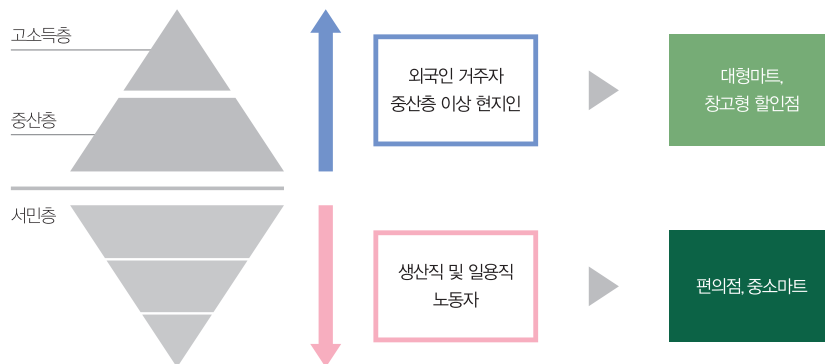 고소득층
중산층
서민층
외국인 거주자
중산층 이상 현지인
대형마트,
창고형 할인점
생산직 및 일용직
노동자
편의점, 중소마트